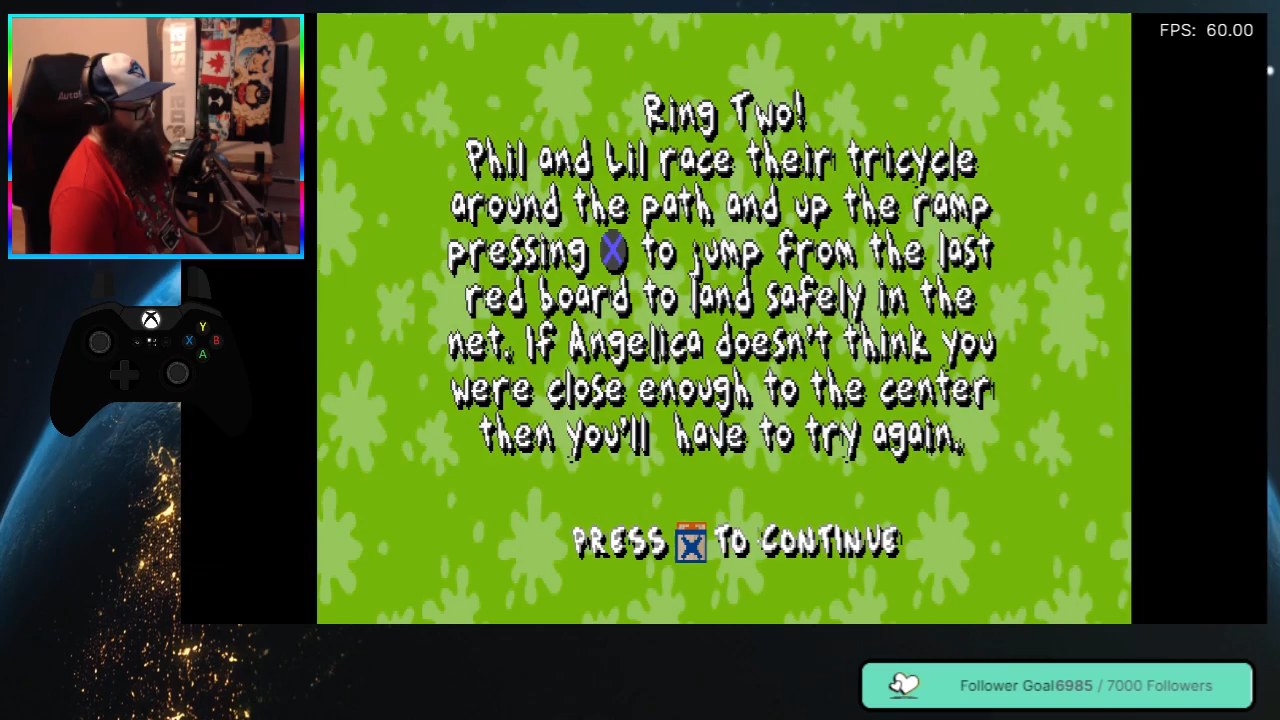 FPS: 60.00
Ring Two!
Phil and Lil race their tricycle
around the path and up the ramp
pressing X to jump from the last
red board to land safely in the
net. If Angelica doesn't think you
were close enough to the center
then you'll have to try again.
PRESS X TO CONTINUE
Y
X B
A
Follower Goal6985 / 7000 Followers